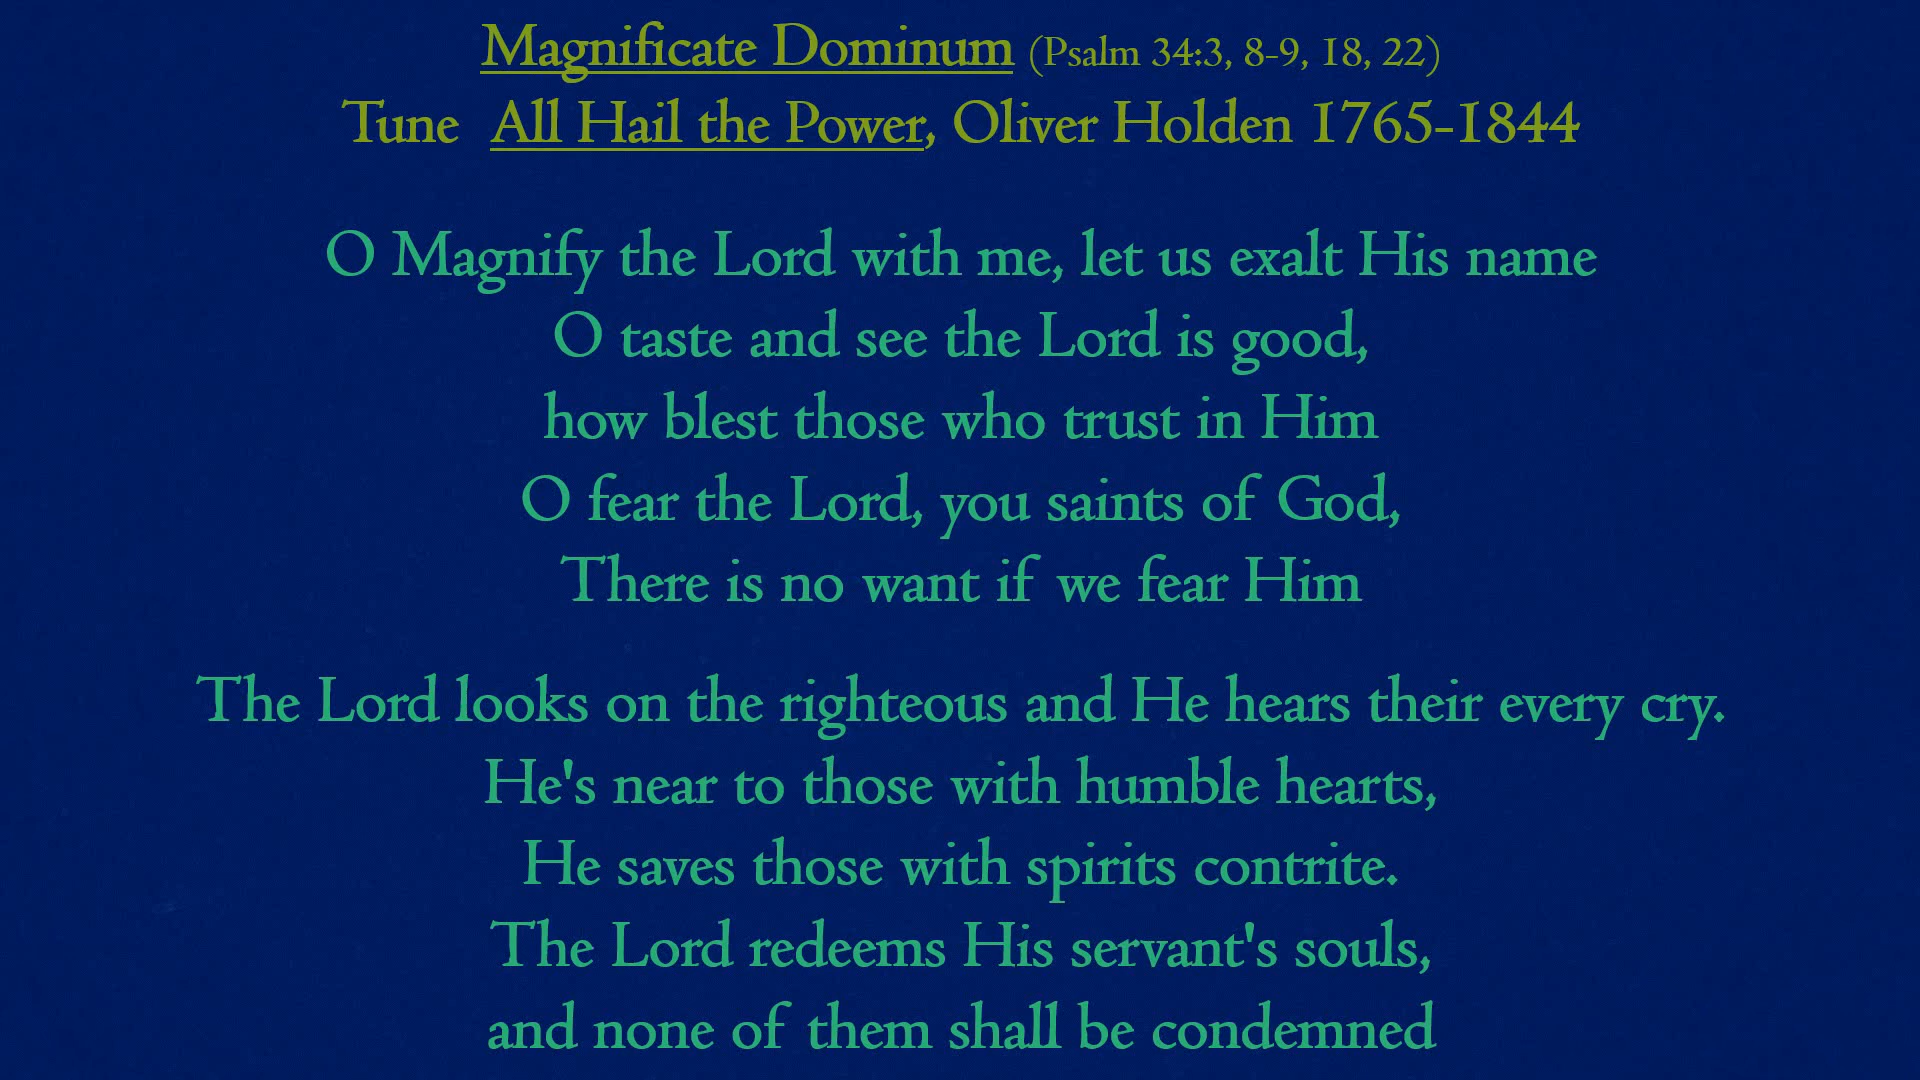 Magnificate Dominum (Psalm 34:3, 8-9, 18, 22)
Tune All Hail the Power, Oliver Holden 1765-1844
O Magnify the Lord with me, let us exalt His name
O taste and see the Lord is good,
how blest those who trust in Him
O fear the Lord, you saints of God,
There is no want if we fear Him
The Lord looks on the righteous and He hears their every cry.
He's near to those with humble hearts,
He saves those with spirits contrite.
The Lord redeems His servant's souls,
and none of them shall be condemned